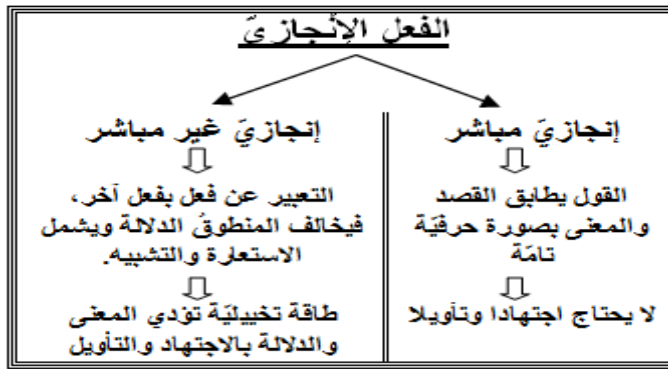 الفعل الإنجازيّ
إنجازيّ مباشر
القول يطابق القصد
والمعنى بصورة حرفيّة
تامّة
لا يحتاج اجتهادا وتأويلا
إنجازيّ غير مباشر
التعبير عن فعل بفعل آخر،
فيخالف المنطوقُ الدلالة ويشمل
الاستعارة والتشبيه.
طاقة تخييليّة تؤدي المعنى
والدلالة بالاجتهاد والتأويل